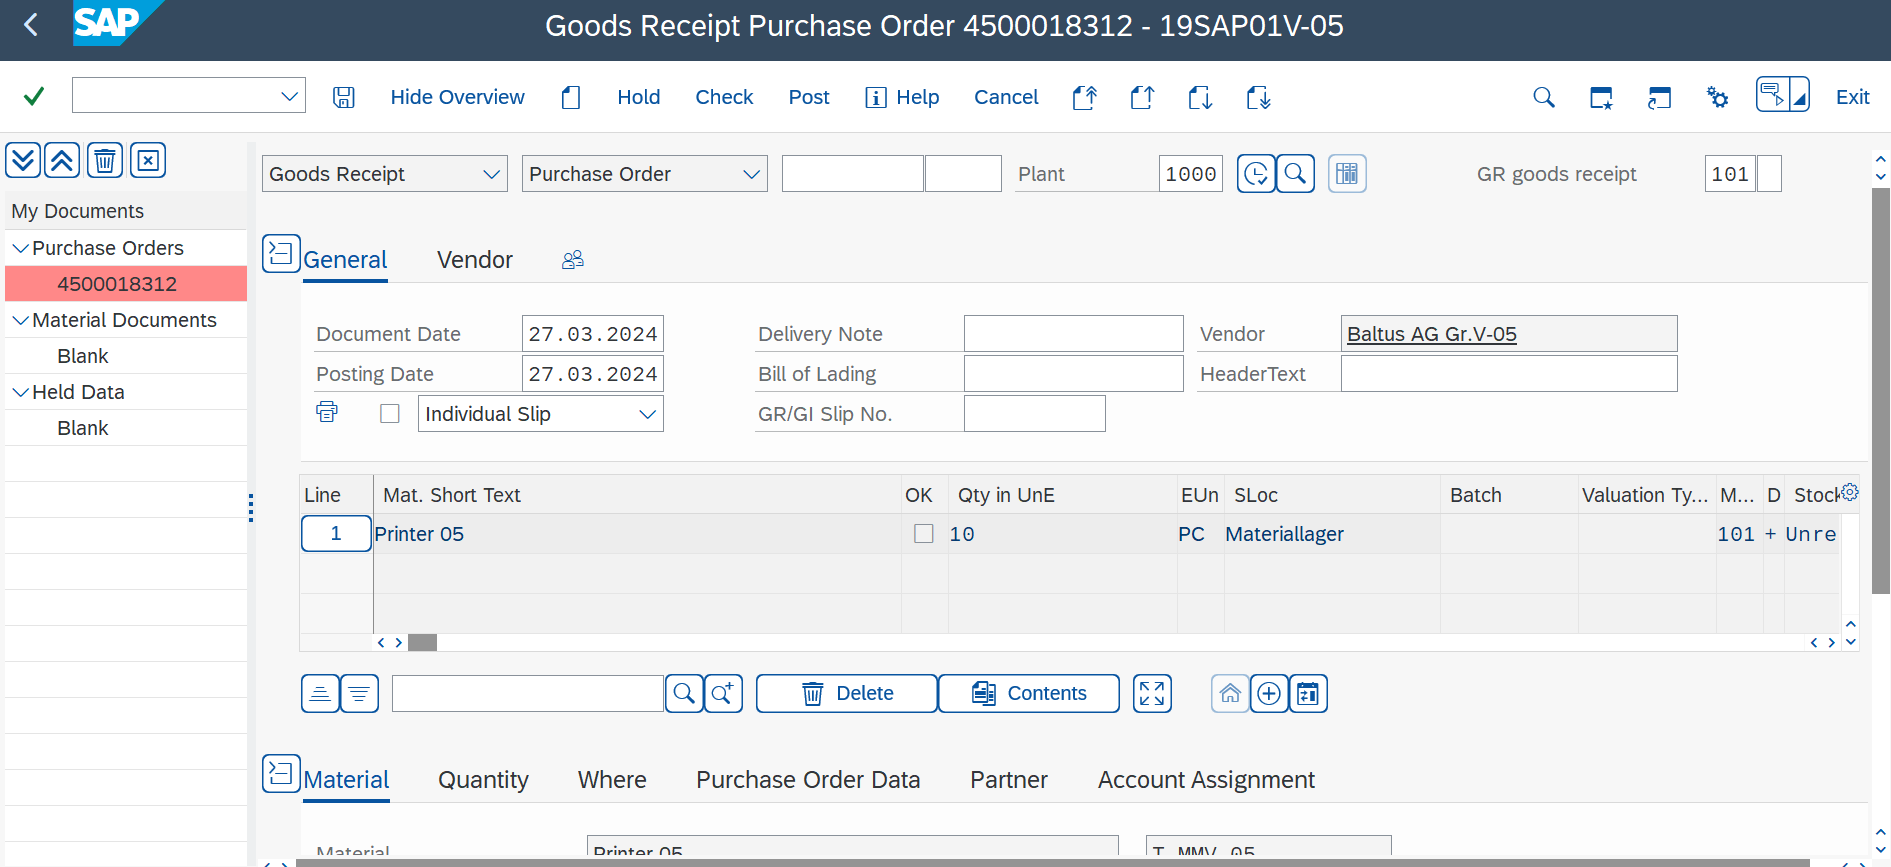 SAP
Goods Receipt Purchase Order 4500018312 - 19SAP01V-05
Hide Overview Hold Check Post Help Cancel Exit
Goods Receipt Purchase Order Plant 1000 GR goods receipt 101
My Documents
Purchase Orders
4500018312
Material Documents
Blank
Held Data
Blank
General Vendor
Document Date 27.03.2024 Delivery Note Vendor Baltus AG Gr.V-05
Posting Date 27.03.2024 Bill of Lading HeaderText
Individual Slip GR/GI Slip No.
Line Mat. Short Text OK Qty in UnE EUn SLoc Batch Valuation Ty... M... D Stock
1 Printer 05 10 PC Materiallager 101 + Unre
Delete Contents
Material Quantity Where Purchase Order Data Partner Account Assignment
Material Printer 05 T-MMV-05